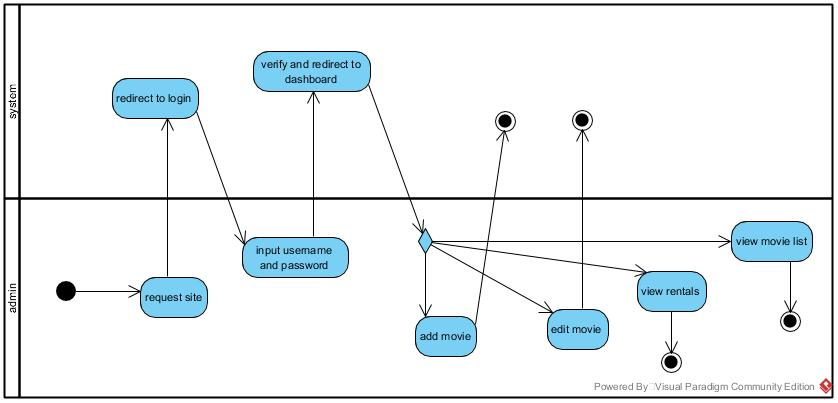 system
verify and redirect to
dashboard
redirect to login
input username
and password
view movie list
admin
request site
view rentals
add movie
edit movie
Powered By Visual Paradigm Community Edition